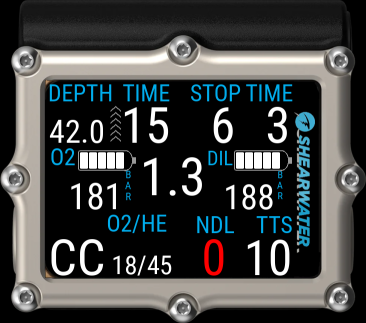 DEPTH TIME STOP TIME
42.0 15 6 3
O2 1.3 DIL
181 BAR 188 BAR
O2/HE NDL TTS
CC 18/45 0 10
SHEARWATER